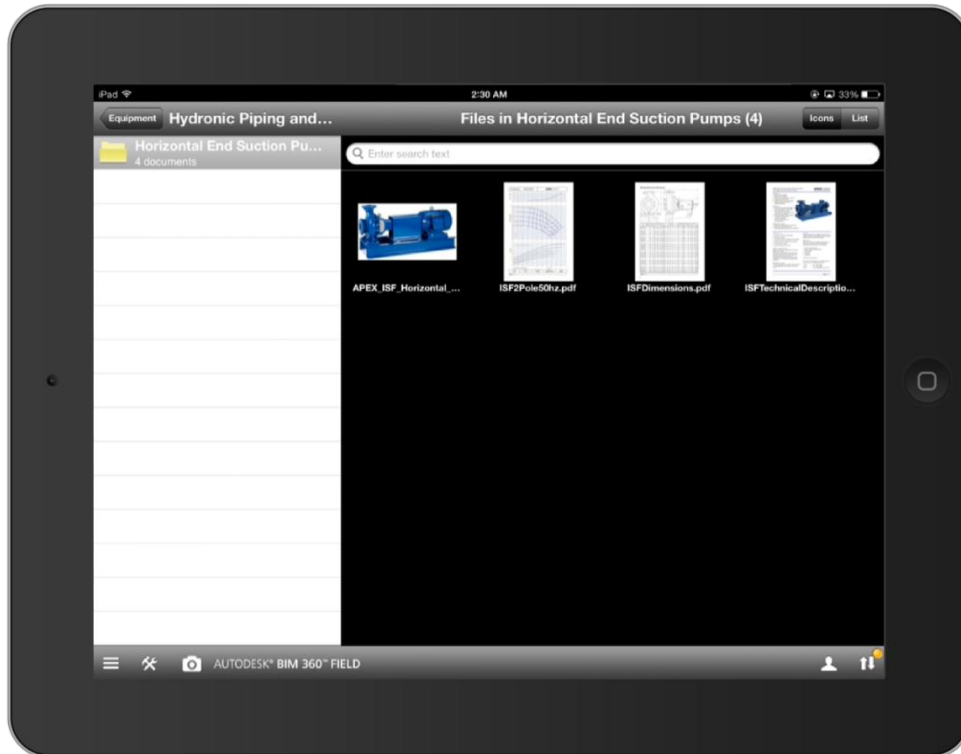 iPad
2:30 AM
33%
Equipment
Hydronic Piping and...
Files in Horizontal End Suction Pumps (4)
Icons
List
Horizontal End Suction Pu...
4 documents
Enter search text
APEX_ISF_Horizontal_...
ISF2Pole50hz.pdf
ISFDimensions.pdf
ISFTechnicalDescriptio...
AUTODESK® BIM 360™ FIELD